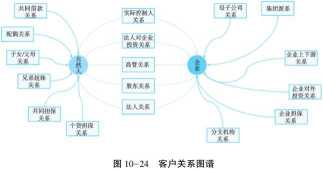 共同借款
关系
配偶关系
子女/父母
关系
兄弟姐妹
关系
共同担保
关系
个贷担保
关系
自然人
实际控制人
关系
法人对企业
投资关系
高管关系
股东关系
法人关系
企业
母子公司
关系
集团派系
企业上下游
关系
企业对外
投资关系
企业担保
关系
分支机构
关系
图 10-24 客户关系图谱